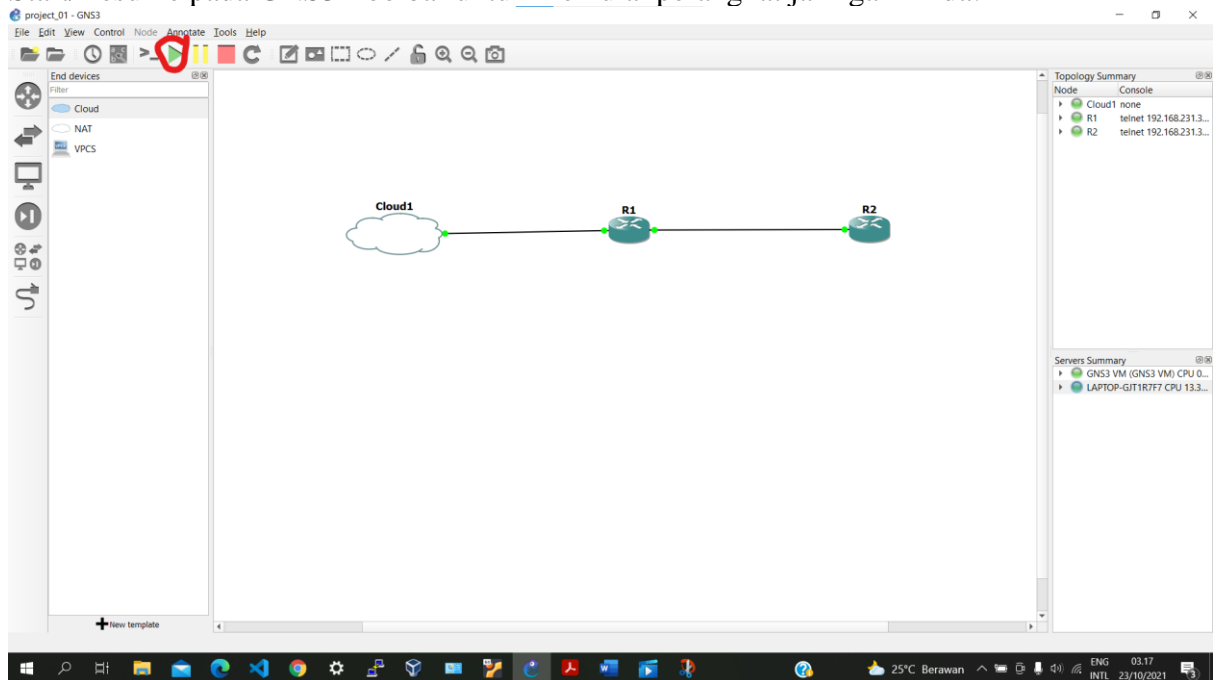 project_01 - GNS3
File Edit View Control Node Annotate Tools Help
End devices
Filter
Cloud
NAT
VPCS
New template
Cloud1
R1
R2
Topology Summary
Node Console
Cloud1 none
R1 telnet 192.168.231.3...
R2 telnet 192.168.231.3...
Servers Summary
GNS3 VM (GNS3 VM) CPU 0...
LAPTOP-GJT1R7F7 CPU 13.3...
25°C Berawan
ENG
INTL
03.17
23/10/2021
3